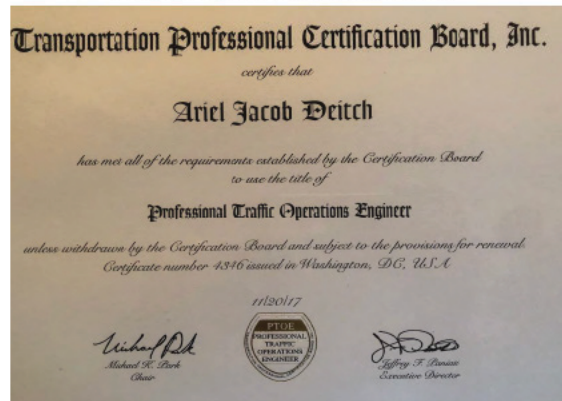 Transportation Professional Certification Board, Inc.
certifies that
Ariel Jacob Deitch
has met all of the requirements established by the Certification Board
to use the title of
Professional Traffic Operations Engineer
unless withdrawn by the Certification Board and subject to the provisions for renewal.
Certificate number 4346 issued in Washington, DC, USA
11/20/17
PTOE
PROFESSIONAL
TRAFFIC
OPERATIONS
ENGINEER
Michael K. Park
Chair
Jeffrey F. Paniati
Executive Director